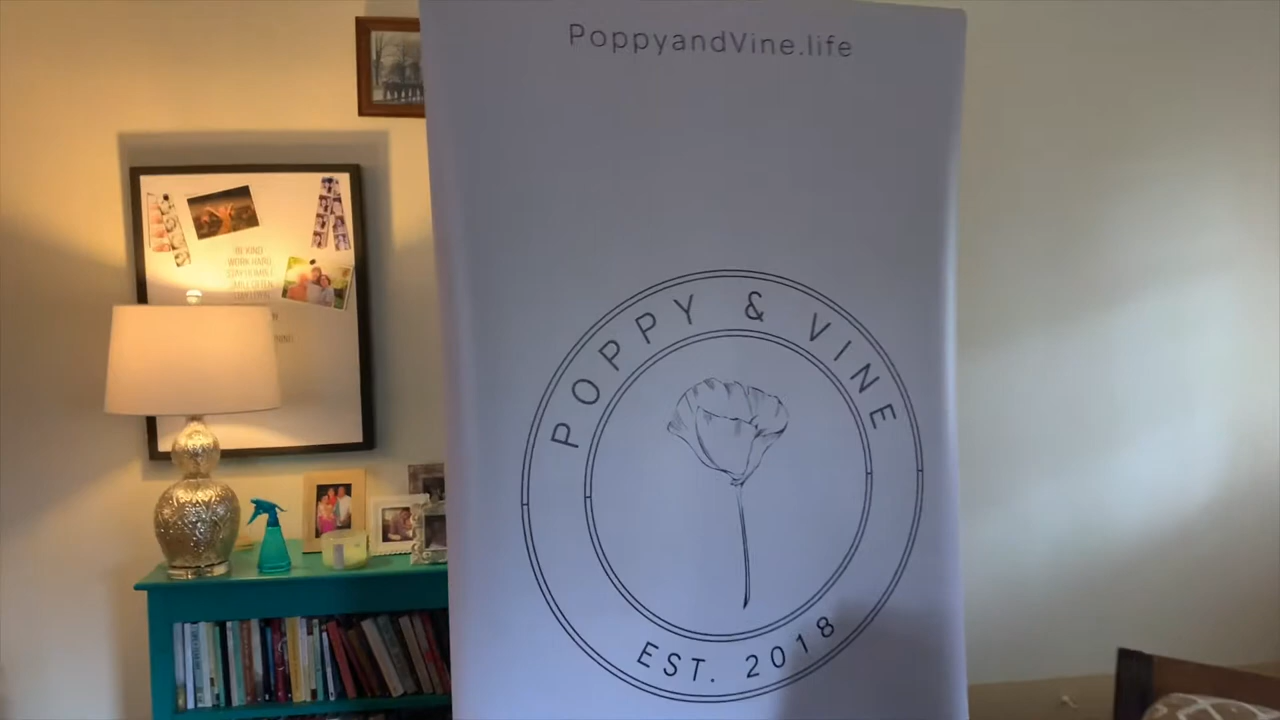 PoppyandVine.life
BE KIND
WORK HARD
STAY HUMBLE
SMILE OFTEN
POPPY & VINE
EST. 2018